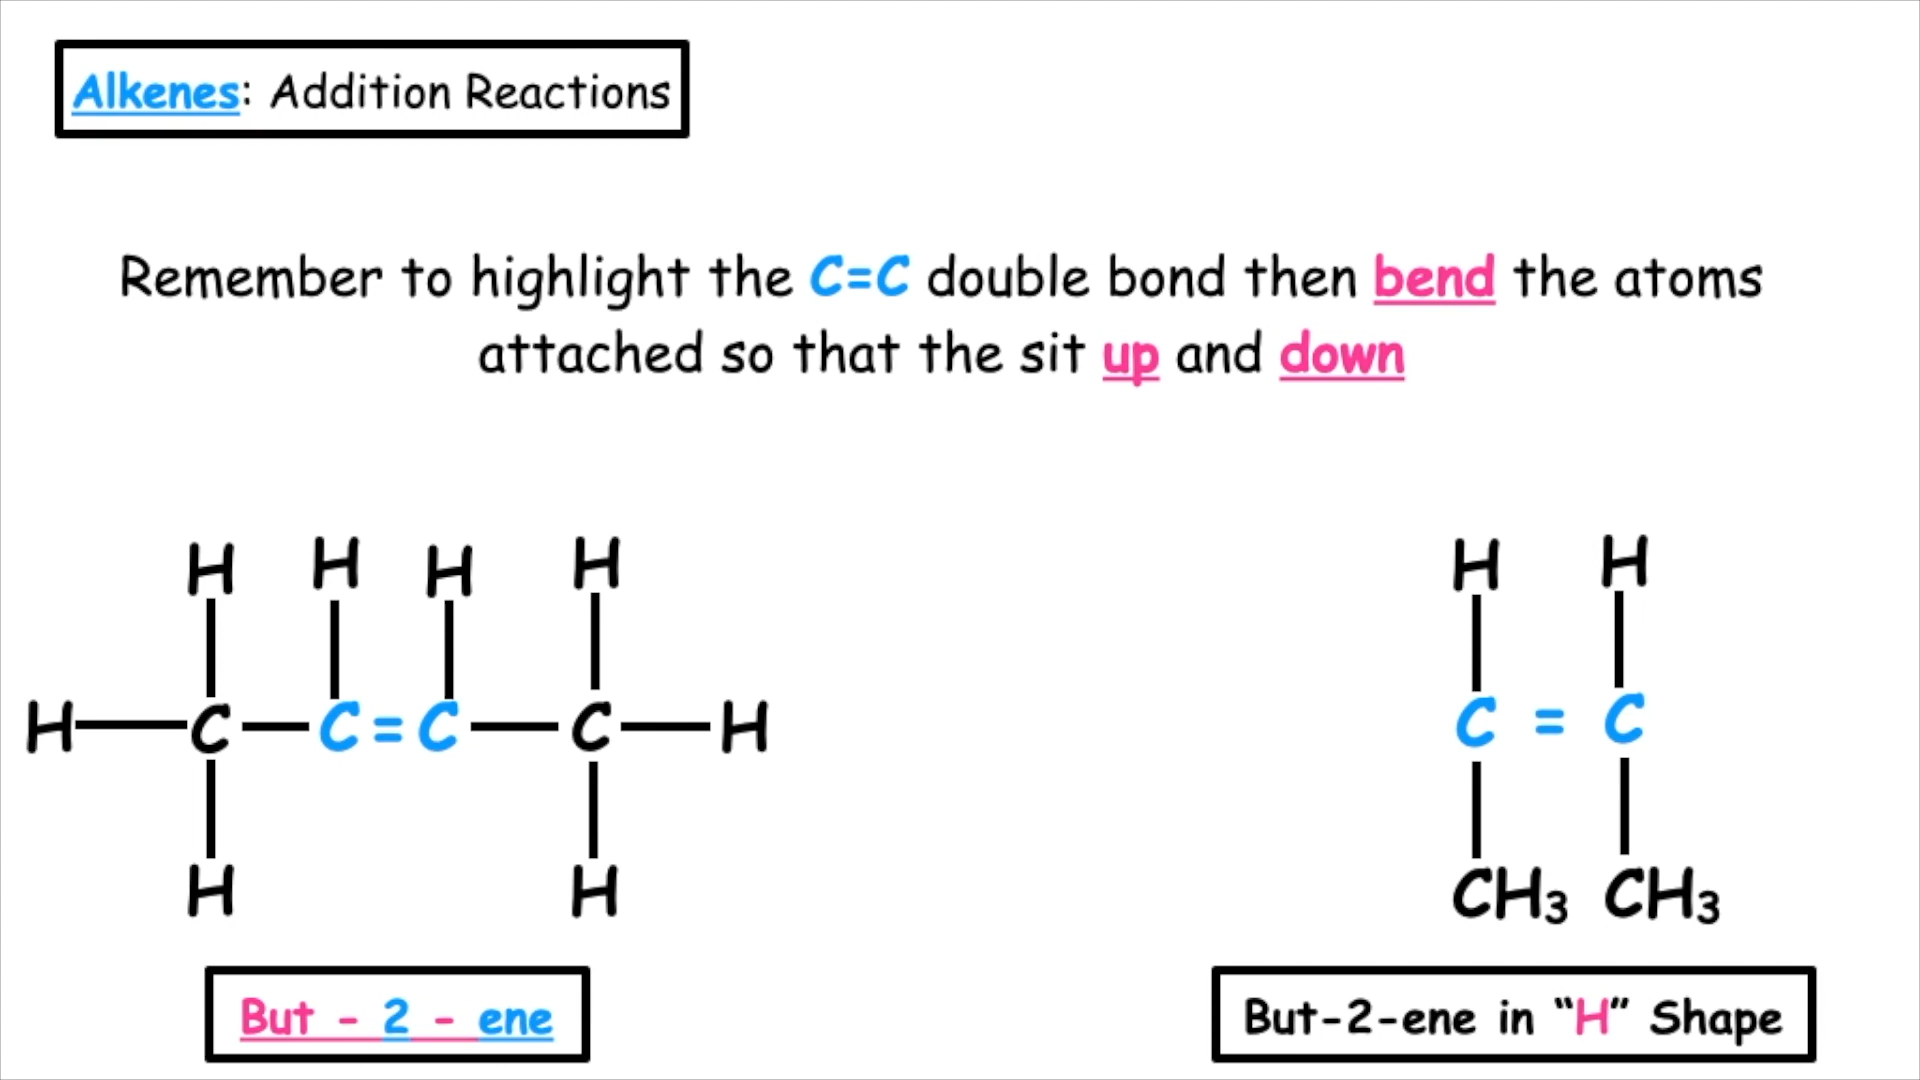 Alkenes: Addition Reactions
Remember to highlight the C=C double bond then bend the atoms
attached so that the sit up and down
H H H H
H C C = C C H
H H
But - 2 - ene
H H
C = C
CH₃ CH₃
But-2-ene in “H” Shape